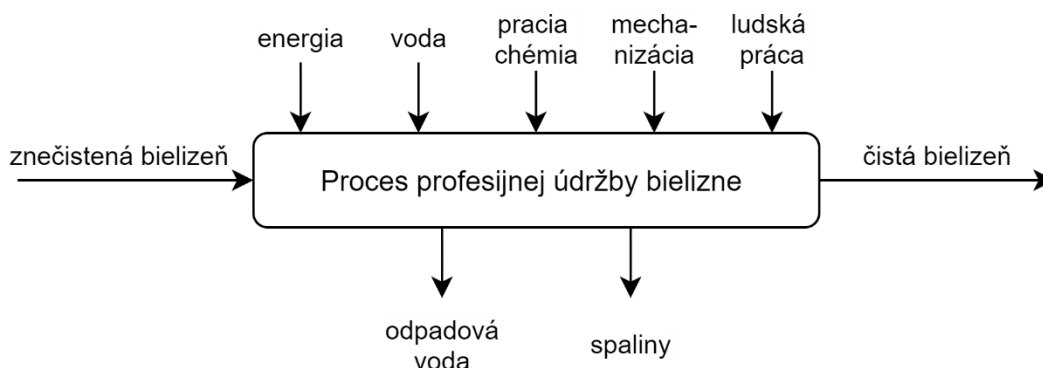 energia
voda
pracia
chémia
mecha-
nizácia
ludská
práca
znečistená bielizeň
Proces profesijnej údržby bielizne
čistá bielizeň
odpadová
voda
spaliny